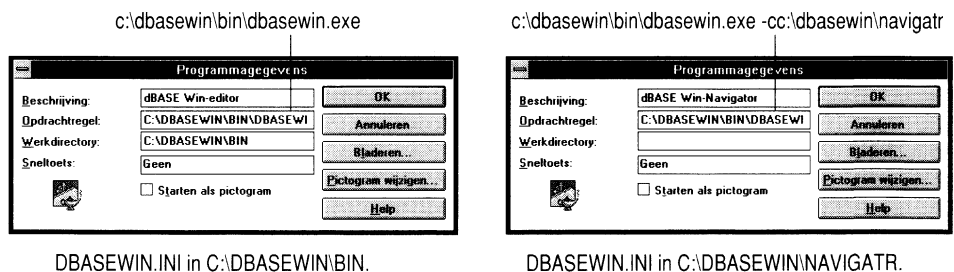 c:\dbasewin\bin\dbasewin.exe
Programmagegevens
Beschrijving: dBASE Win-editor
Opdrachtregel: C:\DBASEWIN\BIN\DBASEWI
Werkdirectory: C:\DBASEWIN\BIN
Sneltoets: Geen
Starten als pictogram
OK
Annuleren
Bladeren...
Pictogram wijzigen...
Help
DBASEWIN.INI in C:\DBASEWIN\BIN.
c:\dbasewin\bin\dbasewin.exe -cc:\dbasewin\navigatr
Programmagegevens
Beschrijving: dBASE Win-Navigator
Opdrachtregel: C:\DBASEWIN\BIN\DBASEWI
Werkdirectory:
Sneltoets: Geen
Starten als pictogram
OK
Annuleren
Bladeren...
Pictogram wijzigen...
Help
DBASEWIN.INI in C:\DBASEWIN\NAVIGATR.